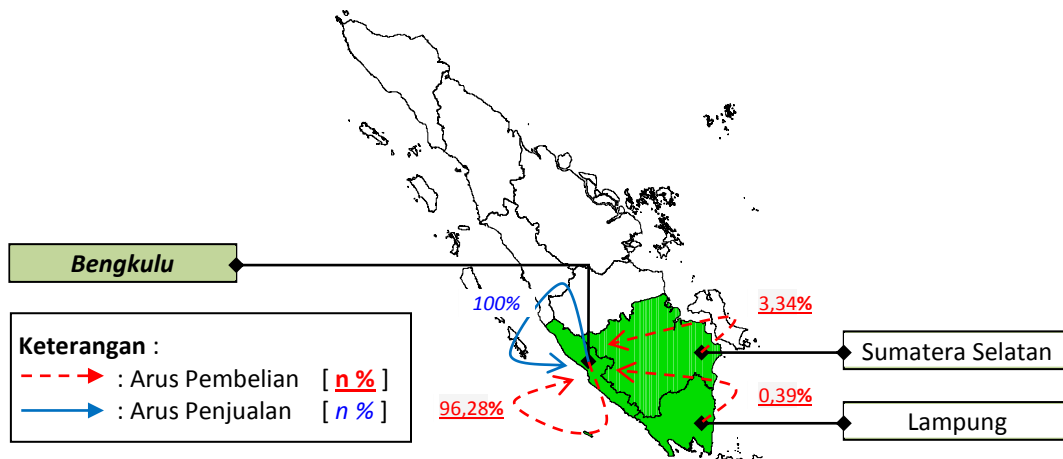 Bengkulu
100%
3,34%
Keterangan :
: Arus Pembelian [ n % ]
: Arus Penjualan [ n % ]
96,28%
Sumatera Selatan
0,39%
Lampung